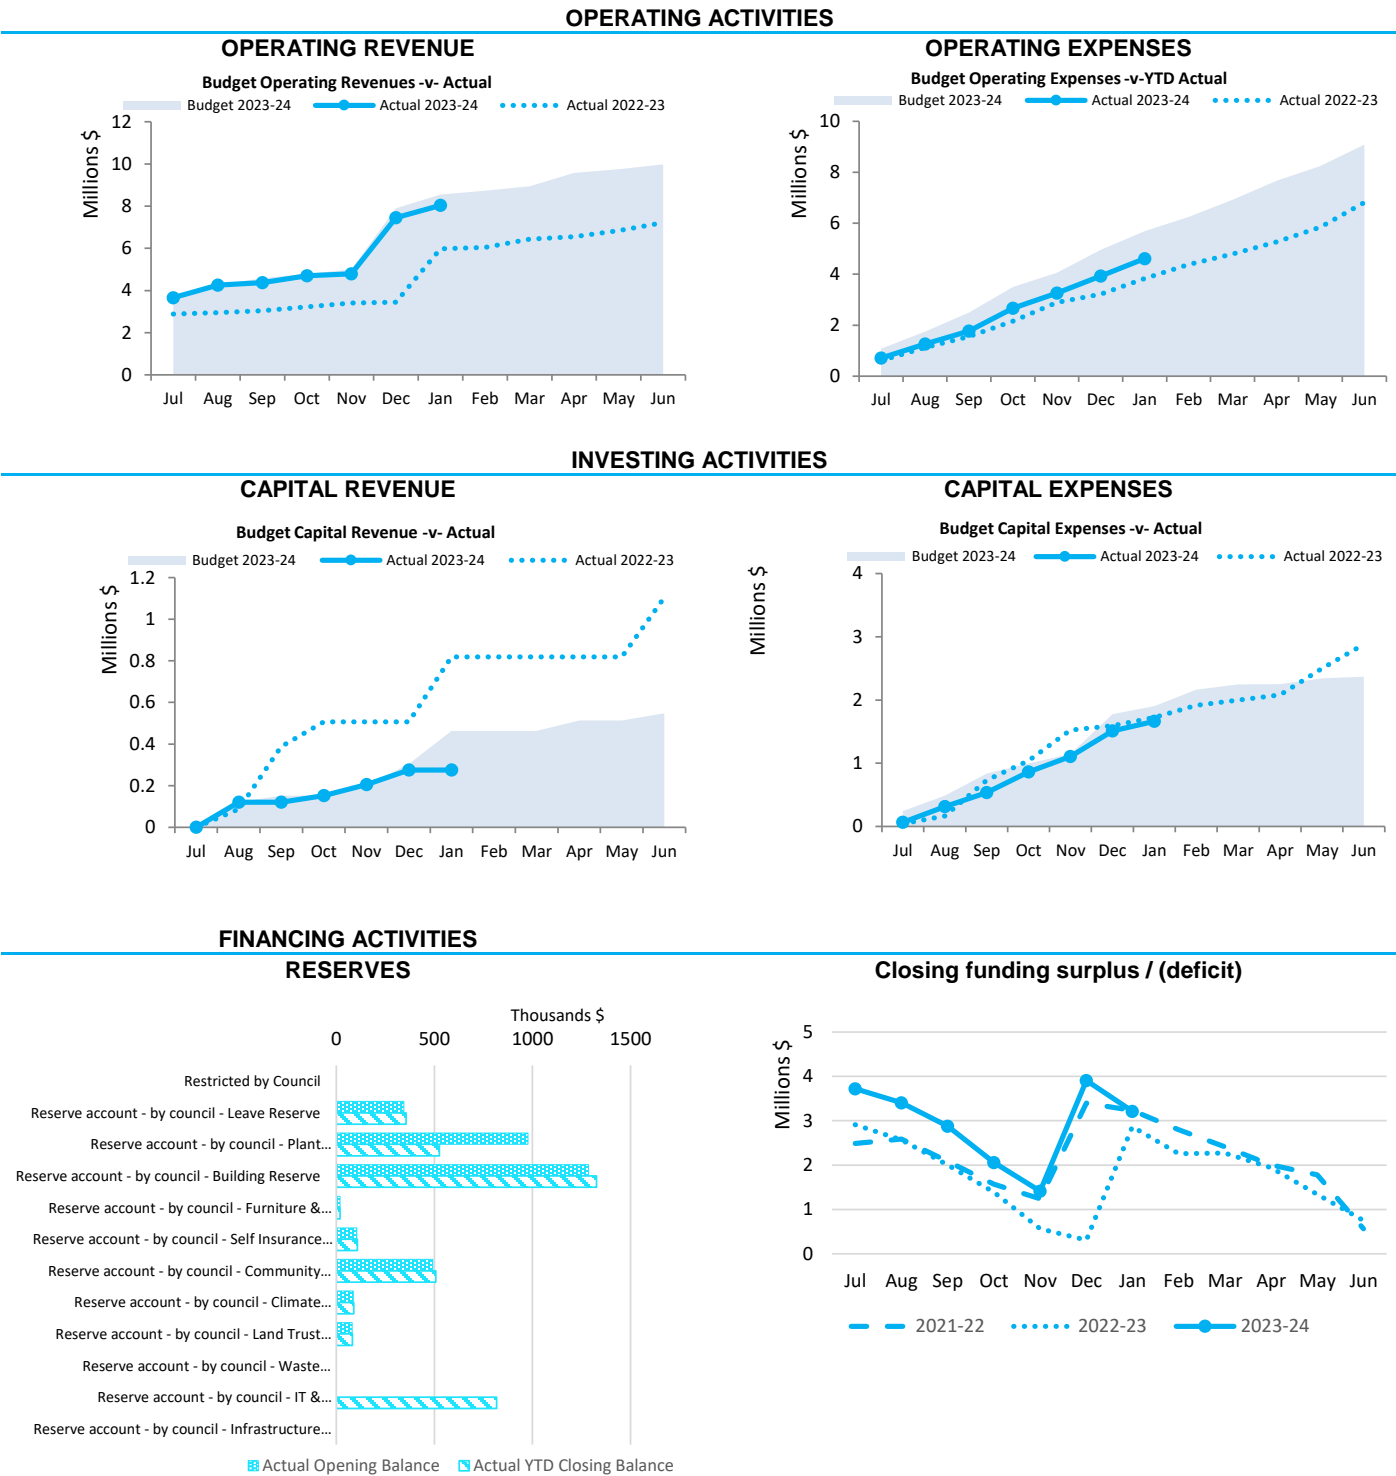 OPERATING ACTIVITIES
OPERATING REVENUE
Budget Operating Revenues -v- Actual
Budget 2023-24 Actual 2023-24 Actual 2022-23
Millions $
12
10
8
6
4
2
0
Jul Aug Sep Oct Nov Dec Jan Feb Mar Apr May Jun
OPERATING EXPENSES
Budget Operating Expenses -v-YTD Actual
Budget 2023-24 Actual 2023-24 Actual 2022-23
Millions $
10
8
6
4
2
0
Jul Aug Sep Oct Nov Dec Jan Feb Mar Apr May Jun
INVESTING ACTIVITIES
CAPITAL REVENUE
Budget Capital Revenue -v- Actual
Budget 2023-24 Actual 2023-24 Actual 2022-23
Millions $
1.2
1
0.8
0.6
0.4
0.2
0
Jul Aug Sep Oct Nov Dec Jan Feb Mar Apr May Jun
CAPITAL EXPENSES
Budget Capital Expenses -v- Actual
Budget 2023-24 Actual 2023-24 Actual 2022-23
Millions $
4
3
2
1
0
Jul Aug Sep Oct Nov Dec Jan Feb Mar Apr May Jun
FINANCING ACTIVITIES
RESERVES
Thousands $
0 500 1000 1500
Restricted by Council
Reserve account - by council - Leave Reserve
Reserve account - by council - Plant...
Reserve account - by council - Building Reserve
Reserve account - by council - Furniture &...
Reserve account - by council - Self Insurance...
Reserve account - by council - Community...
Reserve account - by council - Climate...
Reserve account - by council - Land Trust...
Reserve account - by council - Waste...
Reserve account - by council - IT &...
Reserve account - by council - Infrastructure...
Actual Opening Balance Actual YTD Closing Balance
Closing funding surplus / (deficit)
Millions $
5
4
3
2
1
0
Jul Aug Sep Oct Nov Dec Jan Feb Mar Apr May Jun
2021-22 2022-23 2023-24